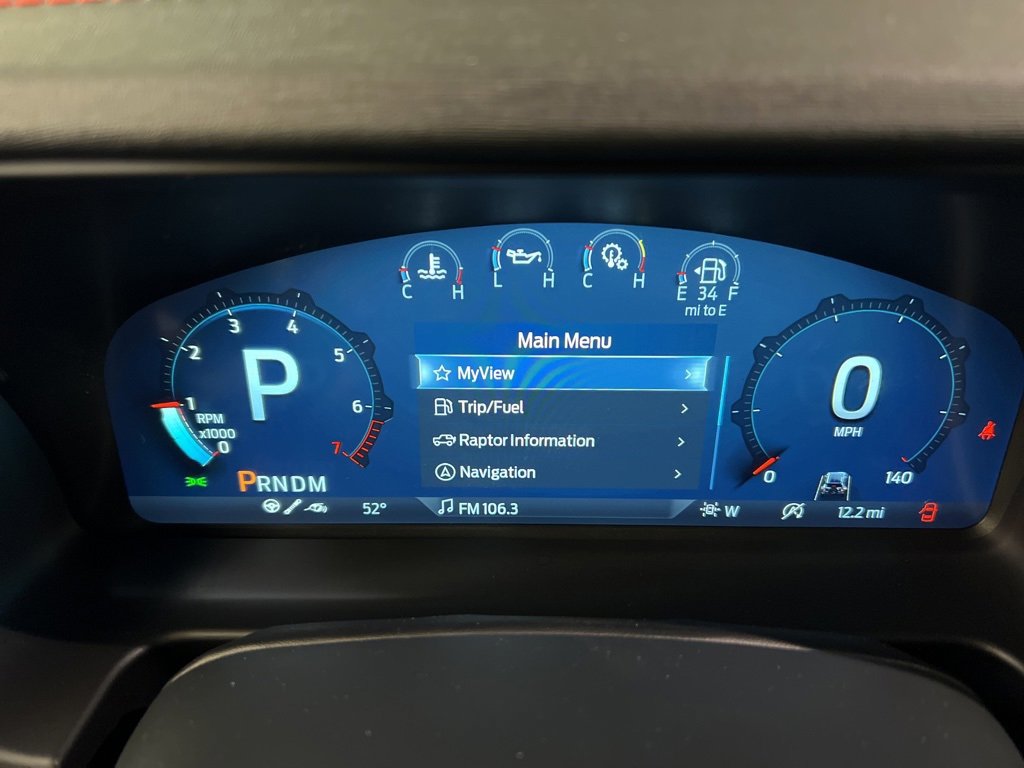 C H
L H
C H
E 34 F
mi to E
Main Menu
MyView
Trip/Fuel
Raptor Information
Navigation
P
0
1
2
3
4
5
6
7
RPM
x1000
PRNDM
0
MPH
0
140
52°
FM 106.3
W
12.2 mi